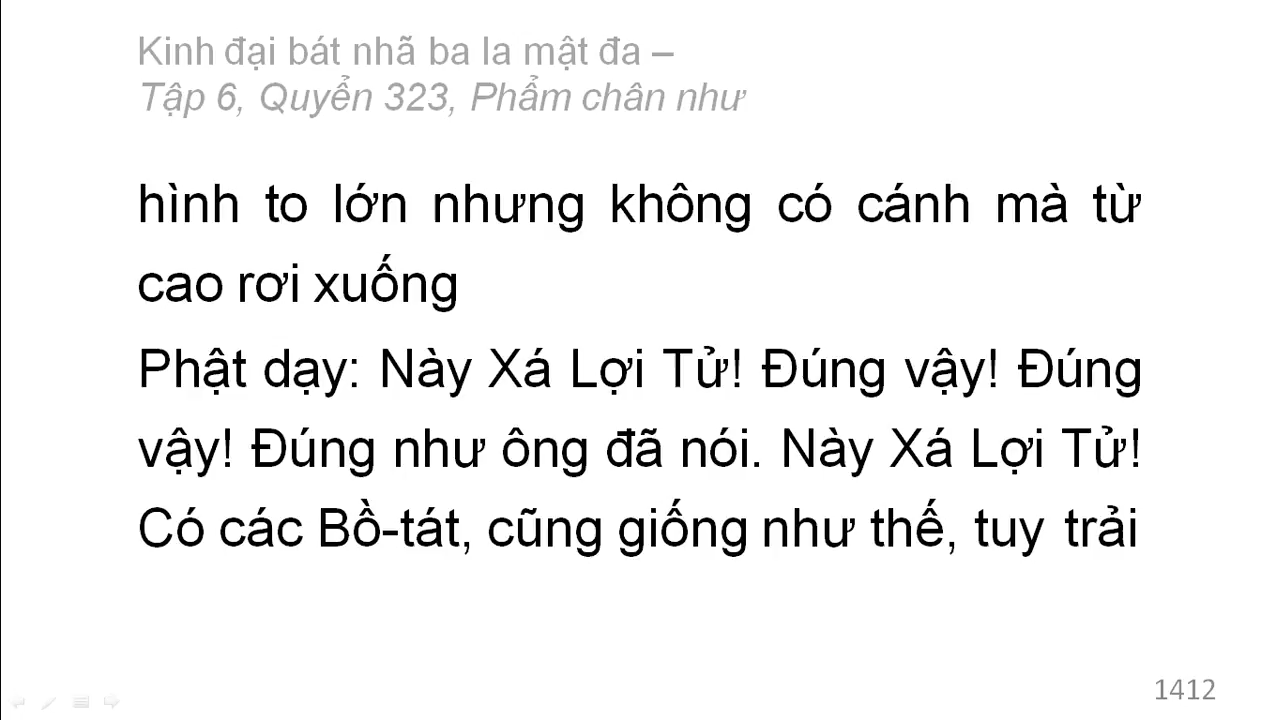 Kinh đại bát nhã ba la mật đa –
Tập 6, Quyển 323, Phẩm chân như
hình to lớn nhưng không có cánh mà từ
cao rơi xuống
Phật dạy: Này Xá Lợi Tử! Đúng vậy! Đúng
vậy! Đúng như ông đã nói. Này Xá Lợi Tử!
Có các Bồ-tát, cũng giống như thế, tuy trải
1412